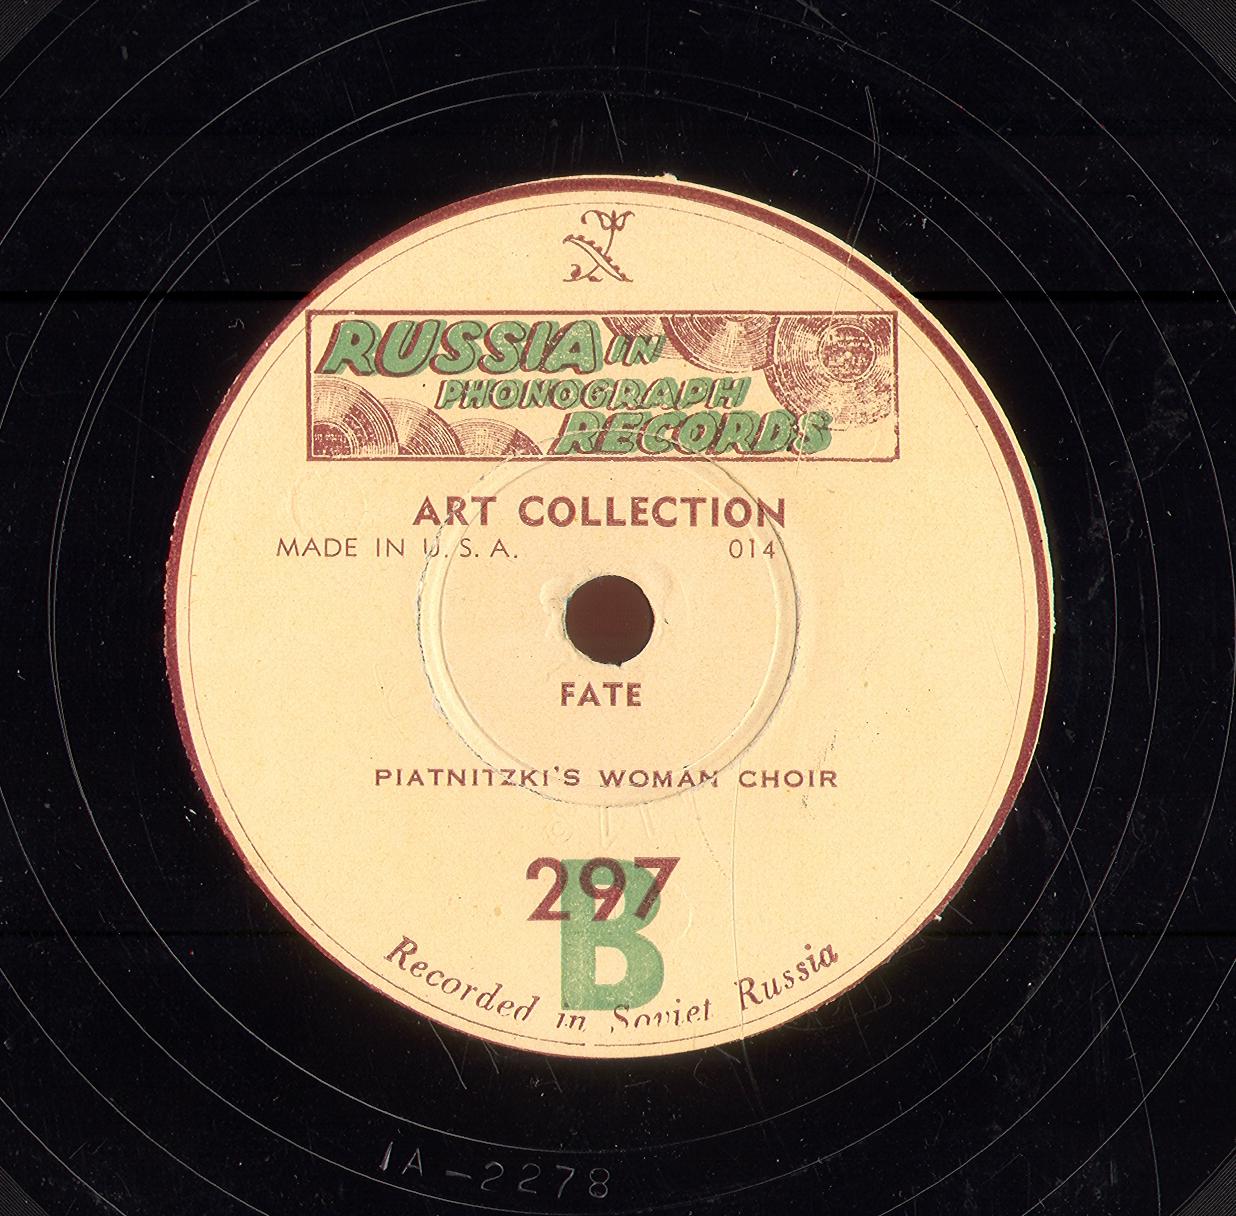 RUSSIA IN
PHONOGRAPH
RECORDS
ART COLLECTION
MADE IN U. S. A. 014
FATE
PIATNITZKI'S WOMAN CHOIR
297
B
Recorded in Soviet Russia
1A-2278